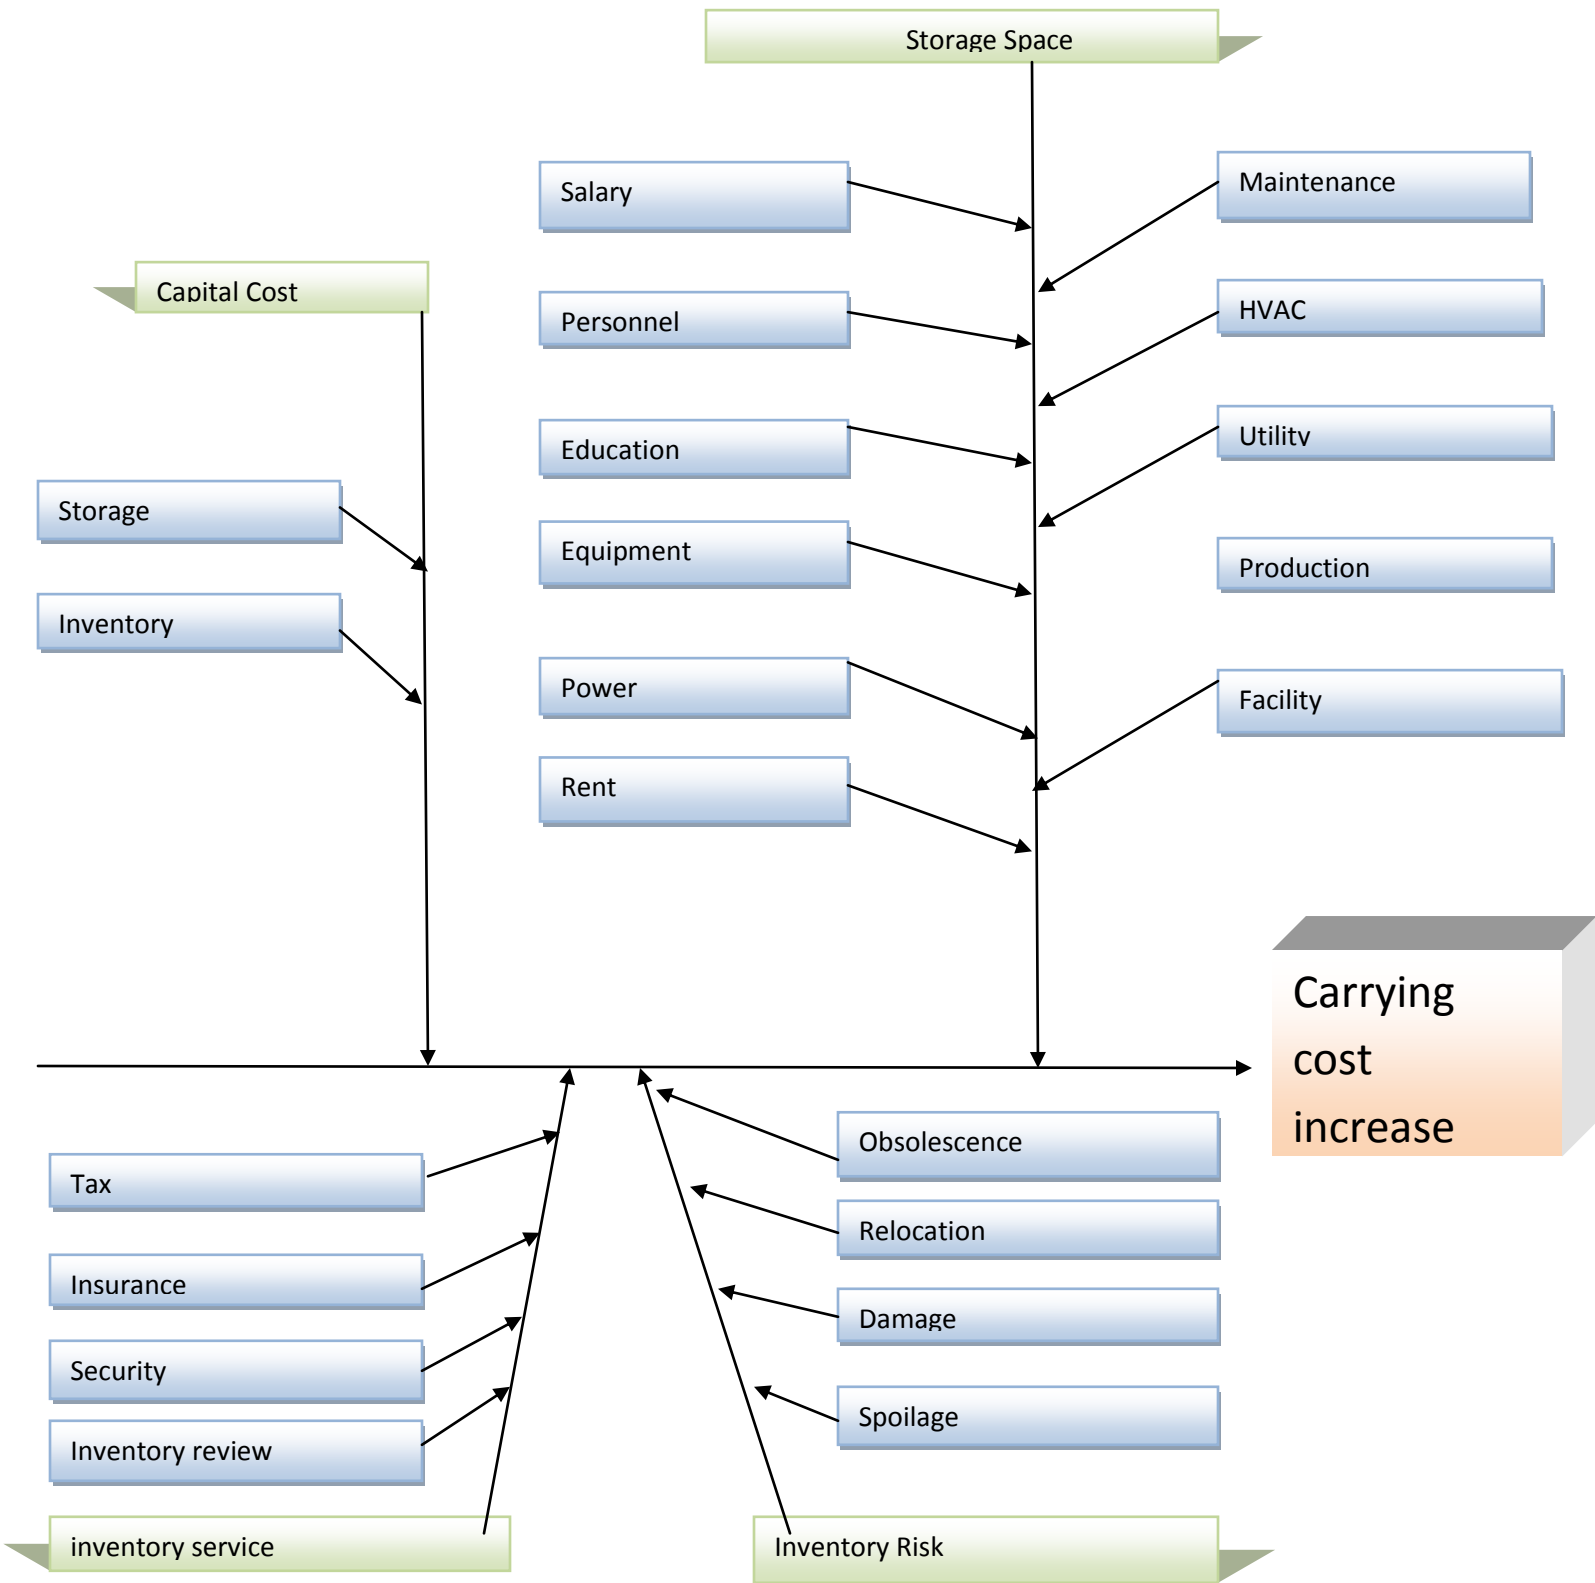 Storage Space
Salary
Maintenance
Capital Cost
Personnel
HVAC
Education
Utility
Storage
Equipment
Production
Inventory
Power
Facility
Rent
Carrying
cost
increase
Obsolescence
Tax
Relocation
Insurance
Damage
Security
Spoilage
Inventory review
inventory service
Inventory Risk